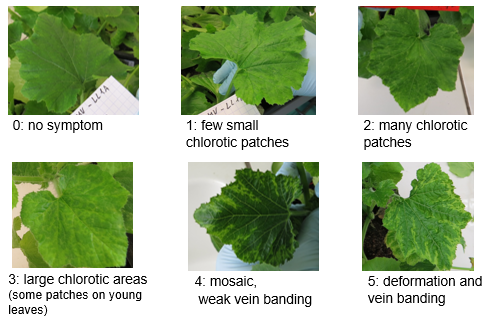 0: no symptom
1: few small
chlorotic patches
2: many chlorotic
patches
3: large chlorotic areas
(some patches on young
leaves)
4: mosaic,
weak vein banding
5: deformation and
vein banding